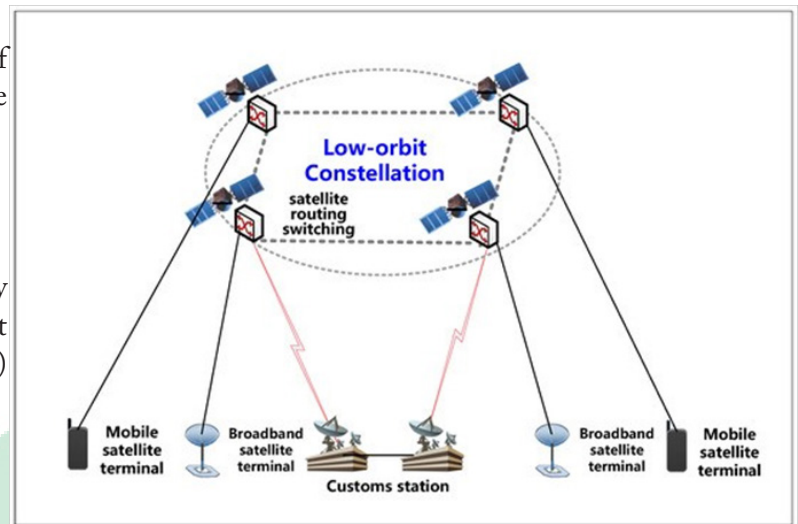 f
e
y
t
)
Low-orbit
Constellation
satellite
routing
switching
Mobile
satellite
terminal
Broadband
satellite
terminal
Customs station
Broadband
satellite
terminal
Mobile
satellite
terminal